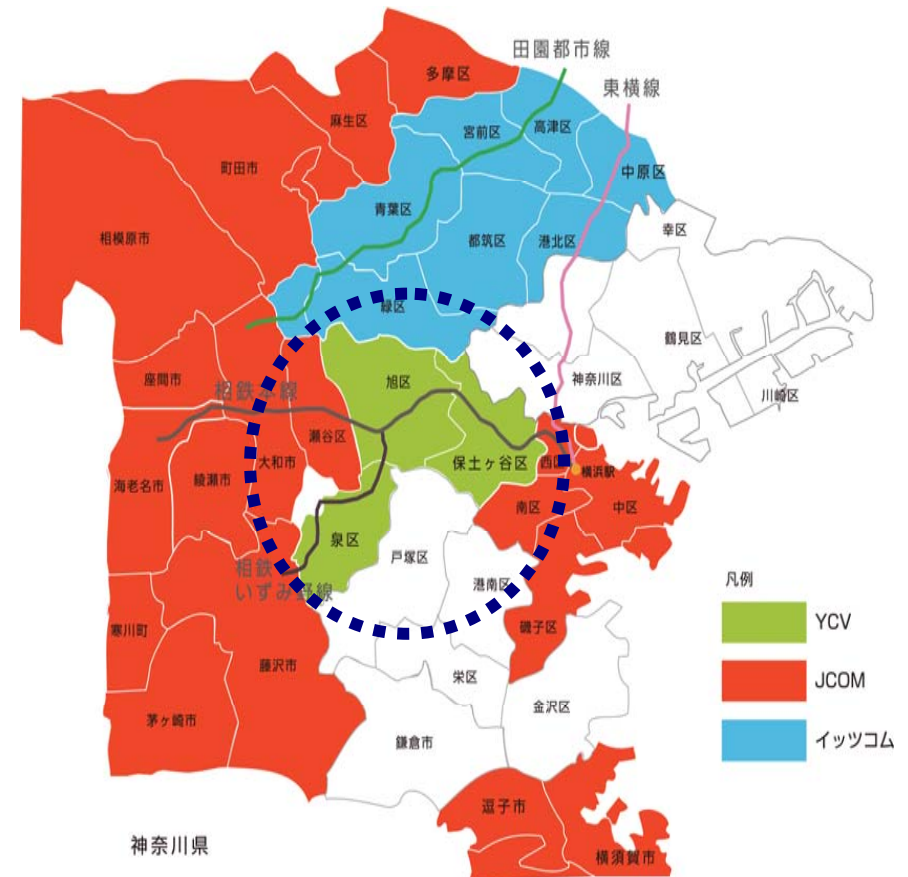 田園都市線
多摩区
東横線
麻生区
宮前区
高津区
町田市
中原区
青葉区
相模原市
都筑区
港北区
幸区
緑区
鶴見区
座間市
旭区
神奈川区
川崎区
相鉄本線
瀬谷区
大和市
保土ヶ谷区
西区
横浜駅
海老名市
綾瀬市
南区
中区
泉区
戸塚区
相鉄
いずみ野線
港南区
凡例
寒川町
磯子区
YCV
藤沢市
栄区
JCOM
茅ヶ崎市
金沢区
鎌倉市
イッツコム
逗子市
神奈川県
横須賀市